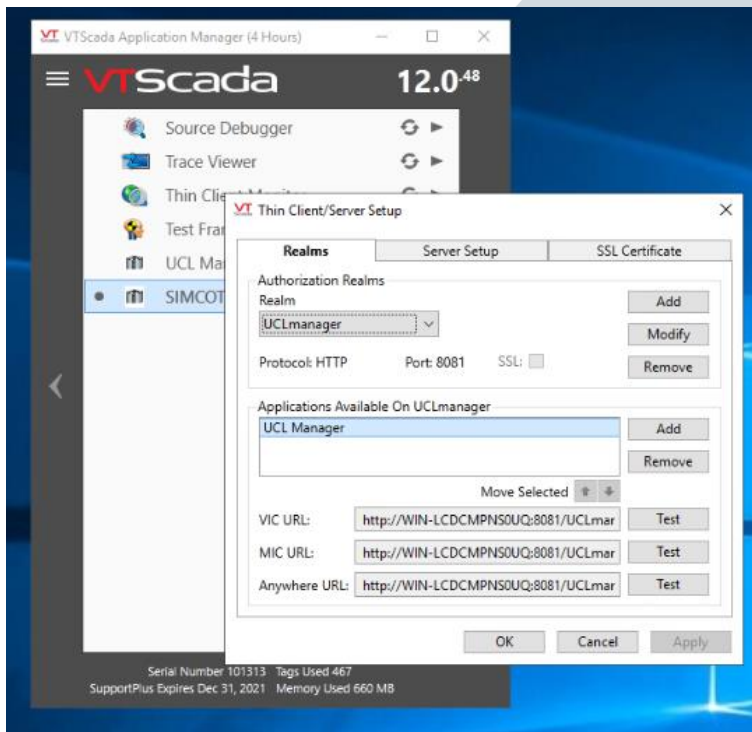 VT VTScada Application Manager (4 Hours)
VTScada 12.0.48
Source Debugger
Trace Viewer
Thin Client Monitor
Test Fra
UCL Ma
SIMCOT
VT Thin Client/Server Setup
Realms Server Setup SSL Certificate
Authorization Realms
Realm Add
UCLmanager
Modify
Protocol: HTTP Port: 8081 SSL:
Remove
Applications Available On UCLmanager
UCL Manager Add
Remove
Move Selected
VIC URL: http://WIN-LCDCMPNS0UQ:8081/UCLmar Test
MIC URL: http://WIN-LCDCMPNS0UQ:8081/UCLmar Test
Anywhere URL: http://WIN-LCDCMPNS0UQ:8081/UCLmar Test
OK Cancel Apply
Serial Number 101313 Tags Used 467
SupportPlus Expires Dec 31, 2021 Memory Used 660 MB